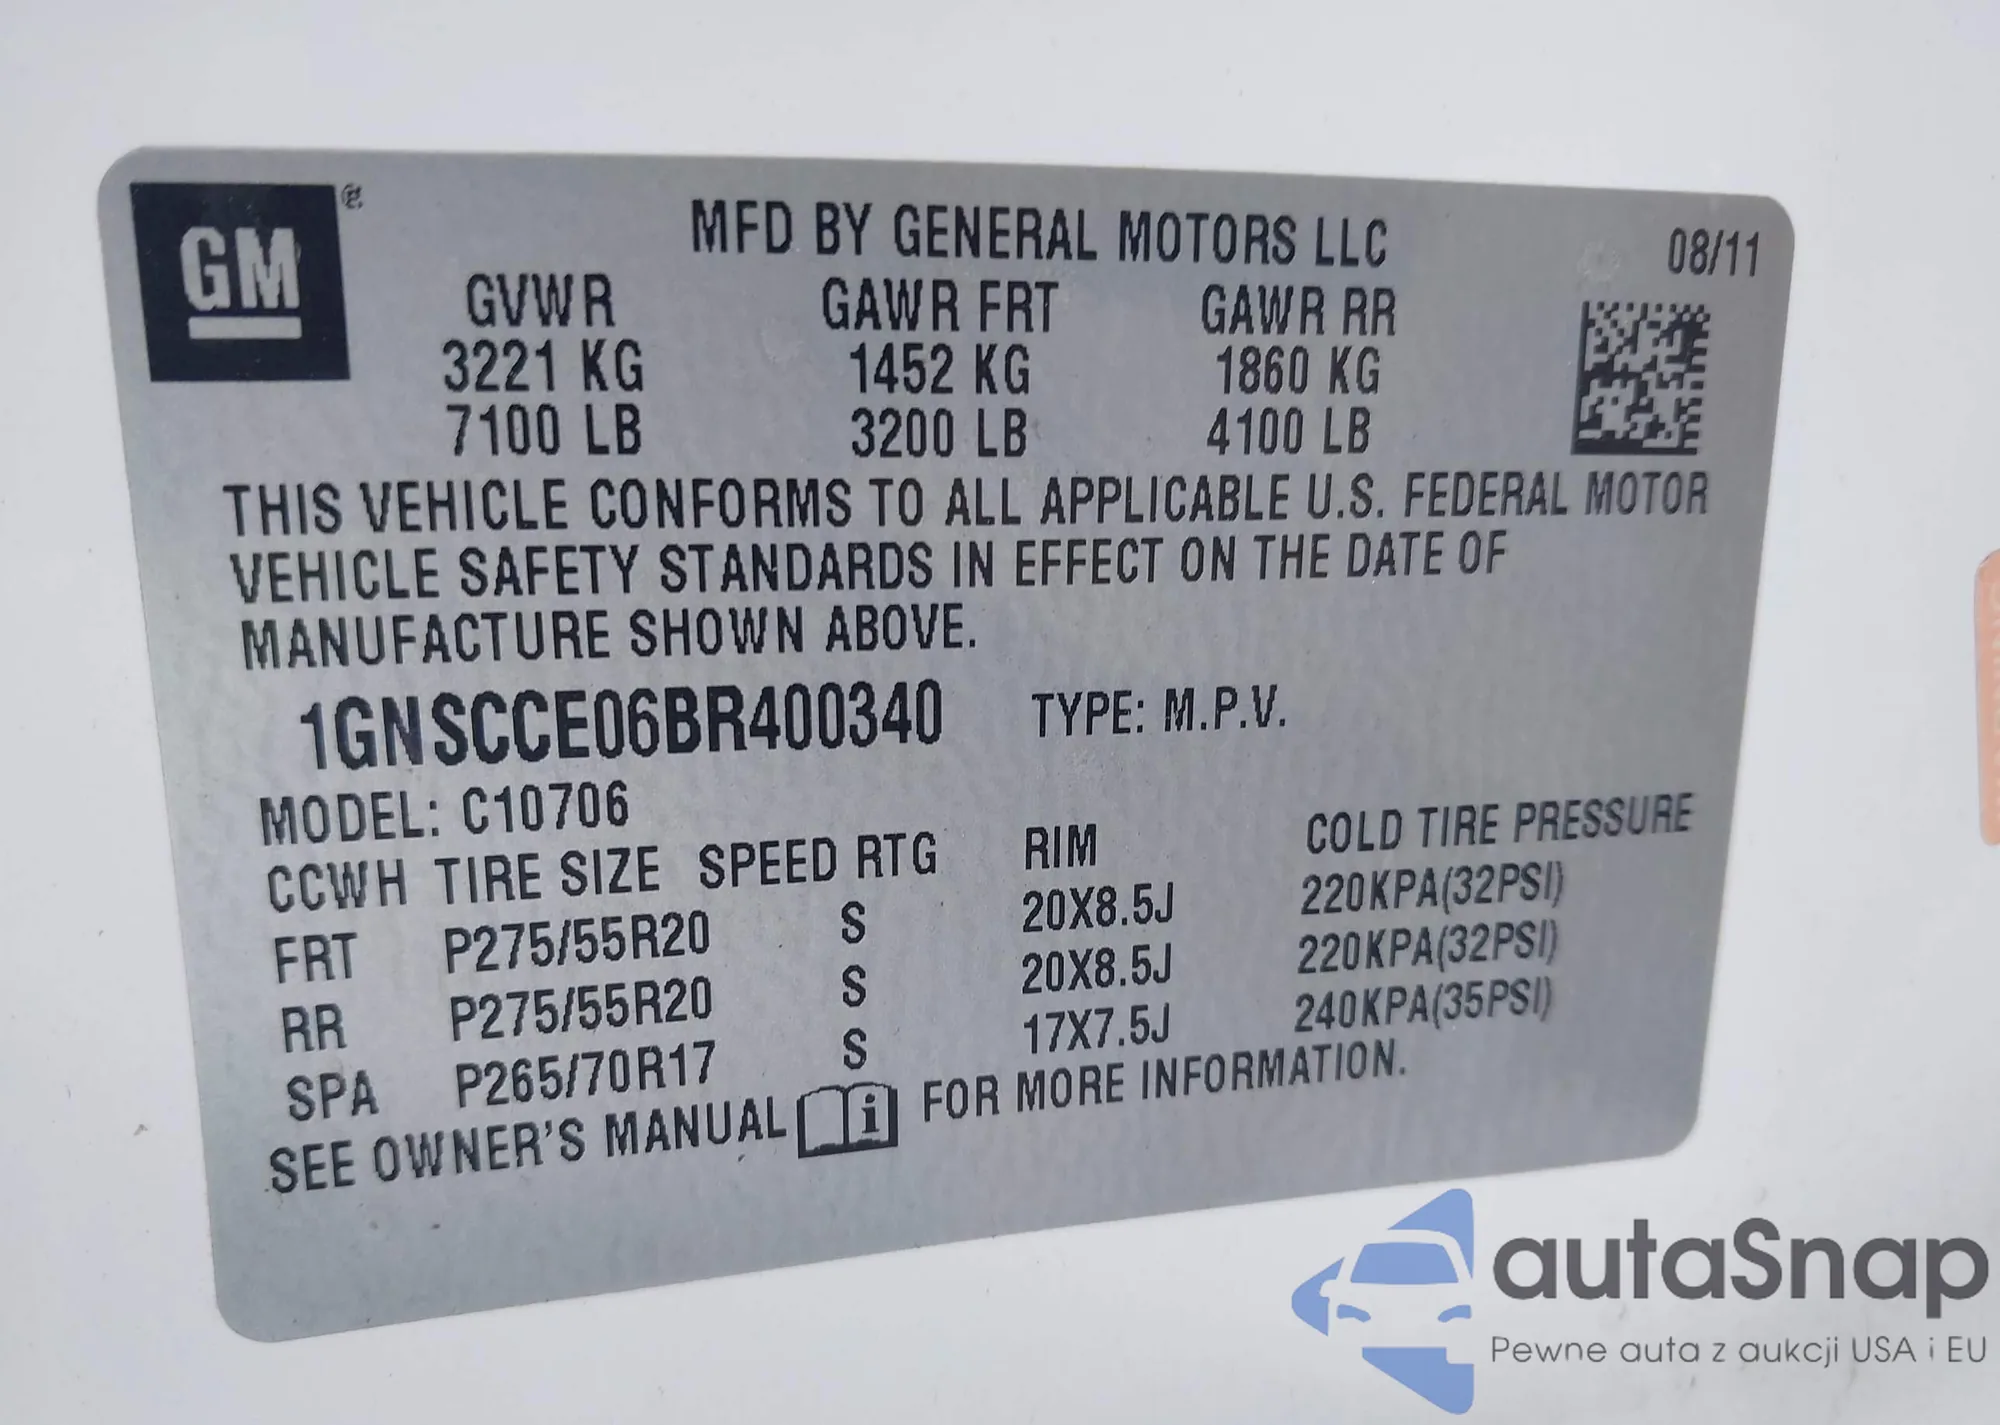 GM ®
MFD BY GENERAL MOTORS LLC 08/11
GVWR GAWR FRT GAWR RR
3221 KG 1452 KG 1860 KG
7100 LB 3200 LB 4100 LB
THIS VEHICLE CONFORMS TO ALL APPLICABLE U.S. FEDERAL MOTOR
VEHICLE SAFETY STANDARDS IN EFFECT ON THE DATE OF
MANUFACTURE SHOWN ABOVE.
1GNSCCE06BR400340 TYPE: M.P.V.
MODEL: C10706
CCWH TIRE SIZE SPEED RTG RIM COLD TIRE PRESSURE
FRT P275/55R20 S 20X8.5J 220KPA(32PSI)
RR P275/55R20 S 20X8.5J 220KPA(32PSI)
SPA P265/70R17 S 17X7.5J 240KPA(35PSI)
SEE OWNER'S MANUAL i FOR MORE INFORMATION.
autaSnap
Pewne auta z aukcji USA i EU